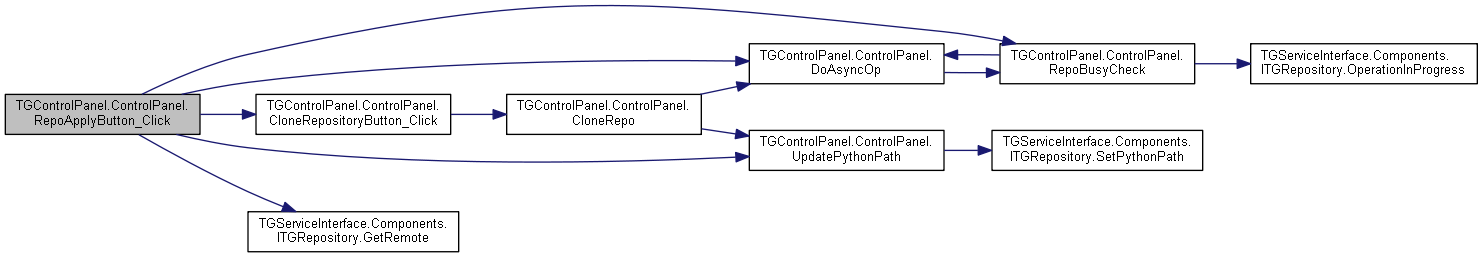 TGControlPanel.ControlPanel.
RepoApplyButton_Click
TGControlPanel.ControlPanel.
CloneRepositoryButton_Click
TGControlPanel.ControlPanel.
CloneRepo
TGControlPanel.ControlPanel.
DoAsyncOp
TGControlPanel.ControlPanel.
RepoBusyCheck
TGServiceInterface.Components.
ITGRepository.OperationInProgress
TGControlPanel.ControlPanel.
UpdatePythonPath
TGServiceInterface.Components.
ITGRepository.SetPythonPath
TGServiceInterface.Components.
ITGRepository.GetRemote